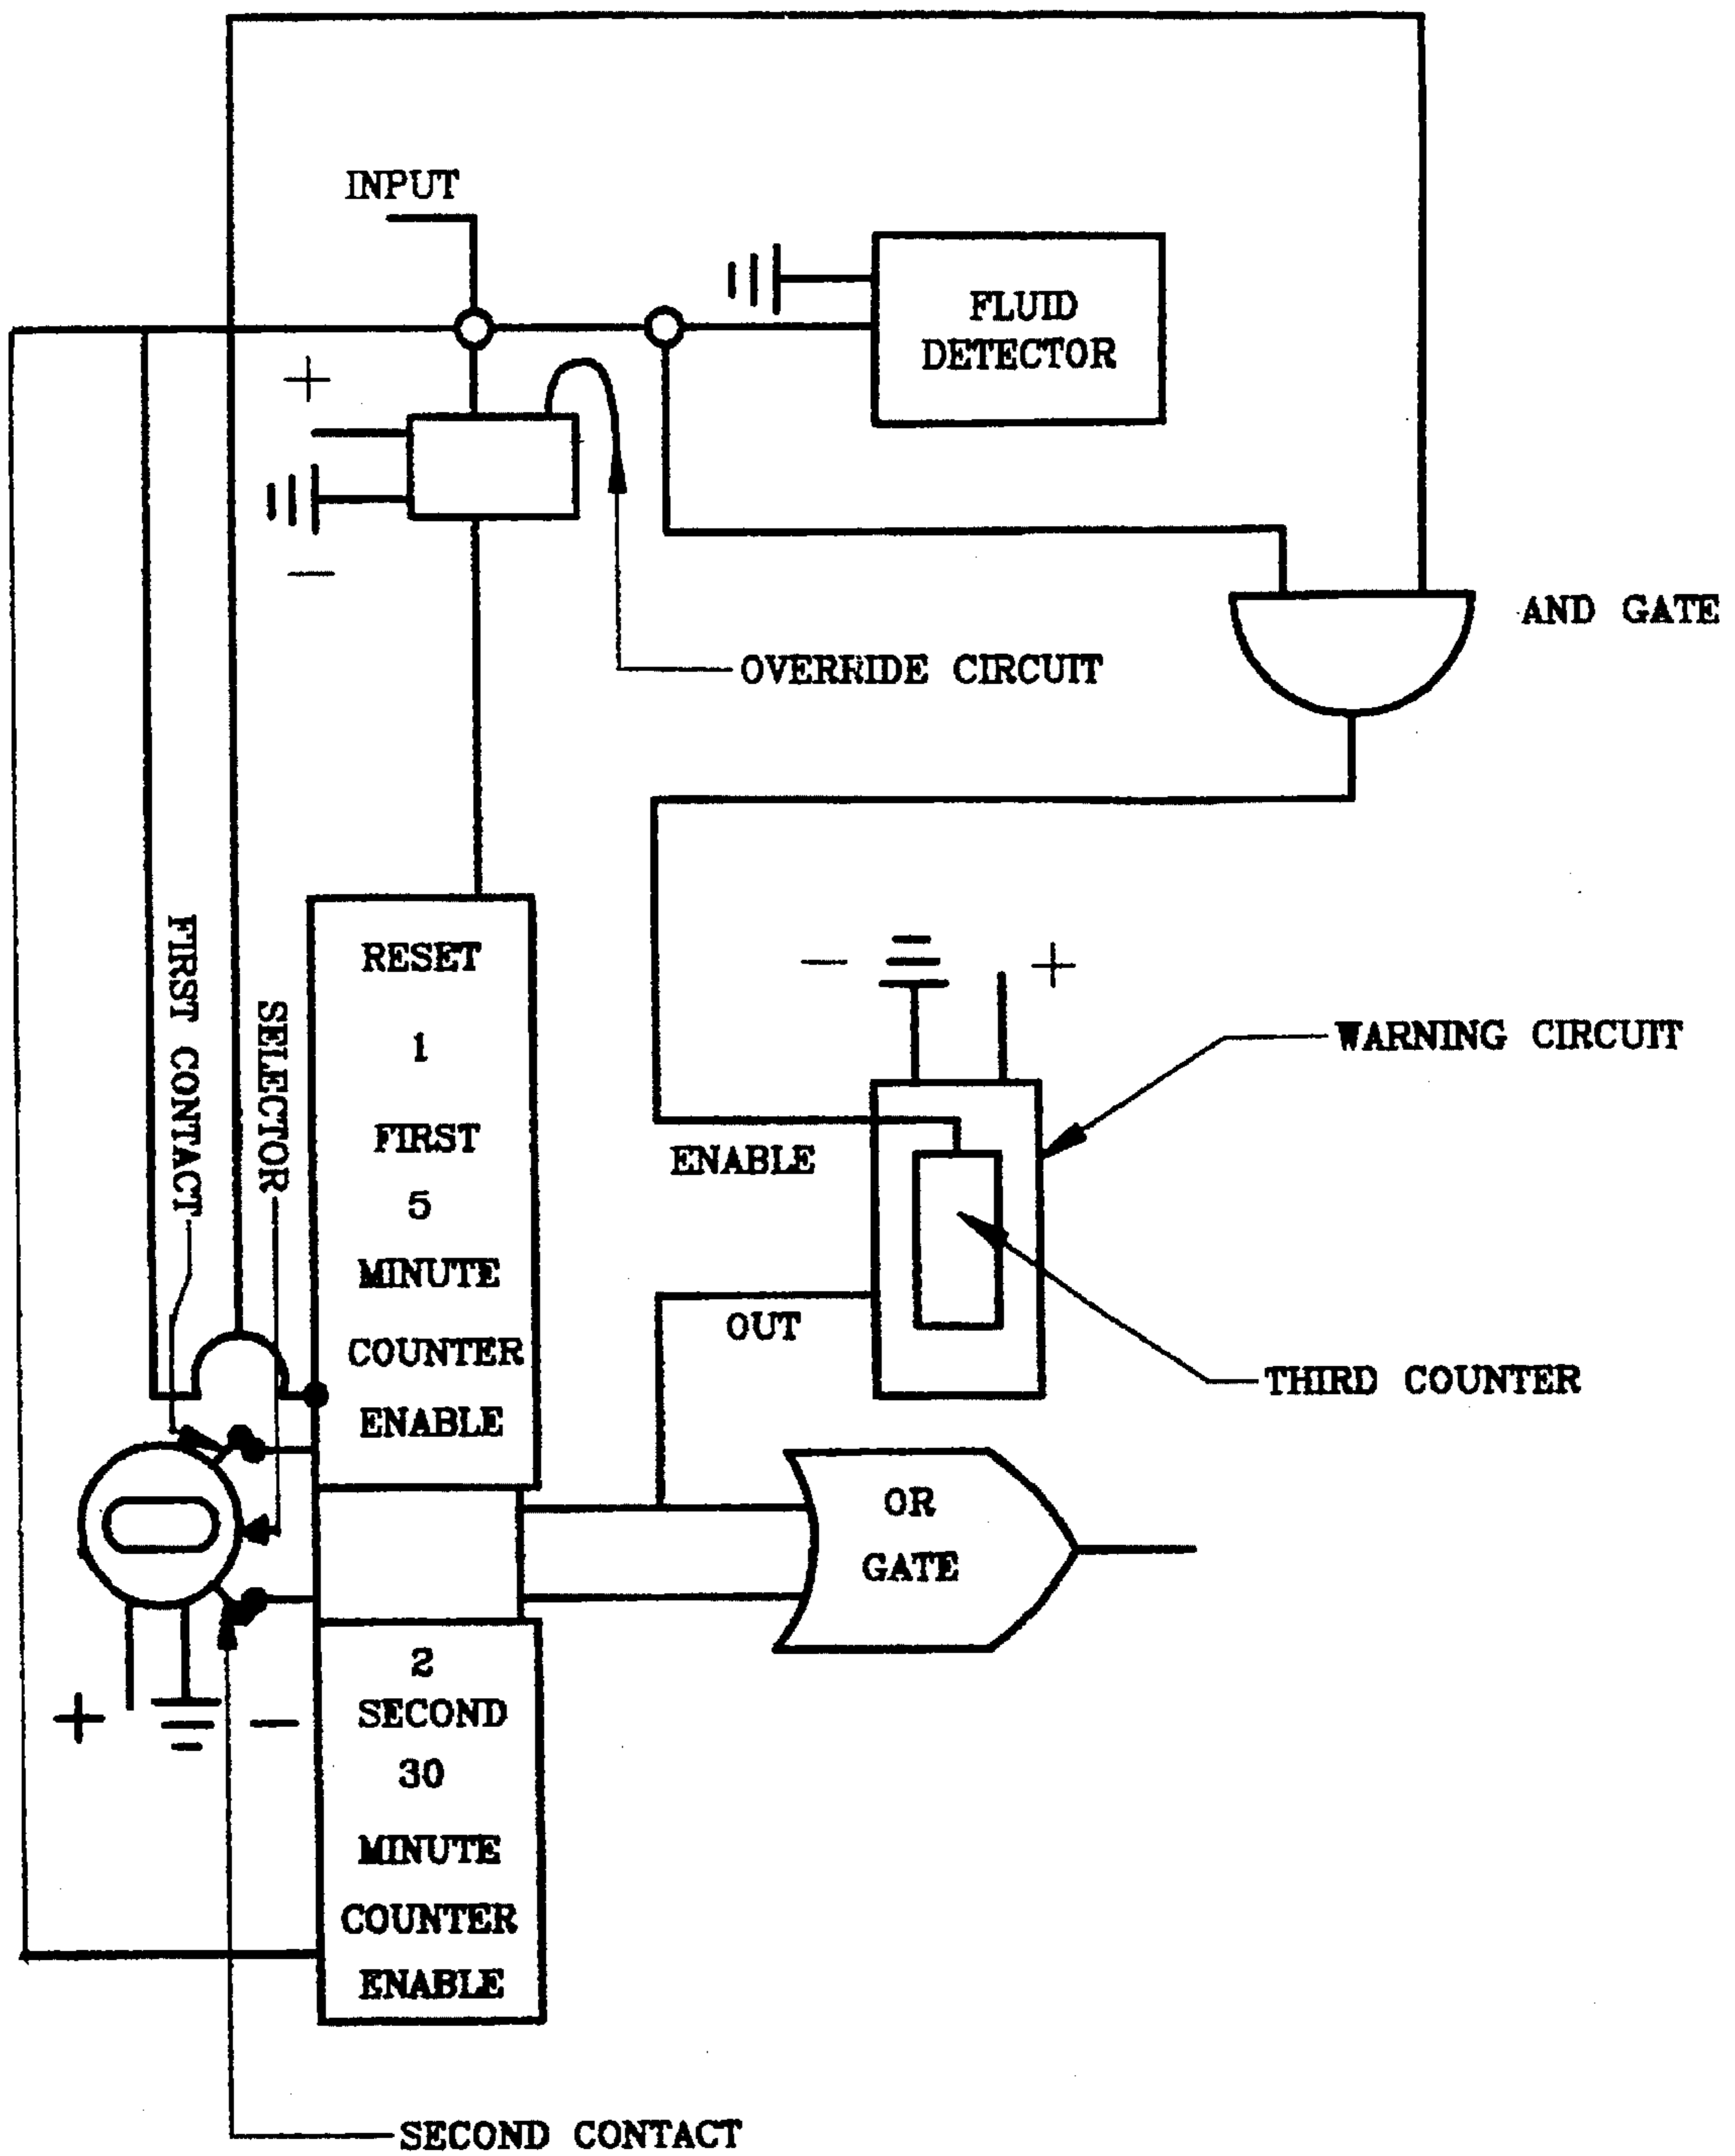 INPUT
FLUID
DETECTOR
+
−
AND GATE
OVERRIDE CIRCUIT
FIRST CONTACT
SELECTOR
RESET
1
FIRST
5
MINUTE
COUNTER
ENABLE
− +
WARNING CIRCUIT
ENABLE
OUT
THIRD COUNTER
OR
GATE
+ −
2
SECOND
30
MINUTE
COUNTER
ENABLE
SECOND CONTACT